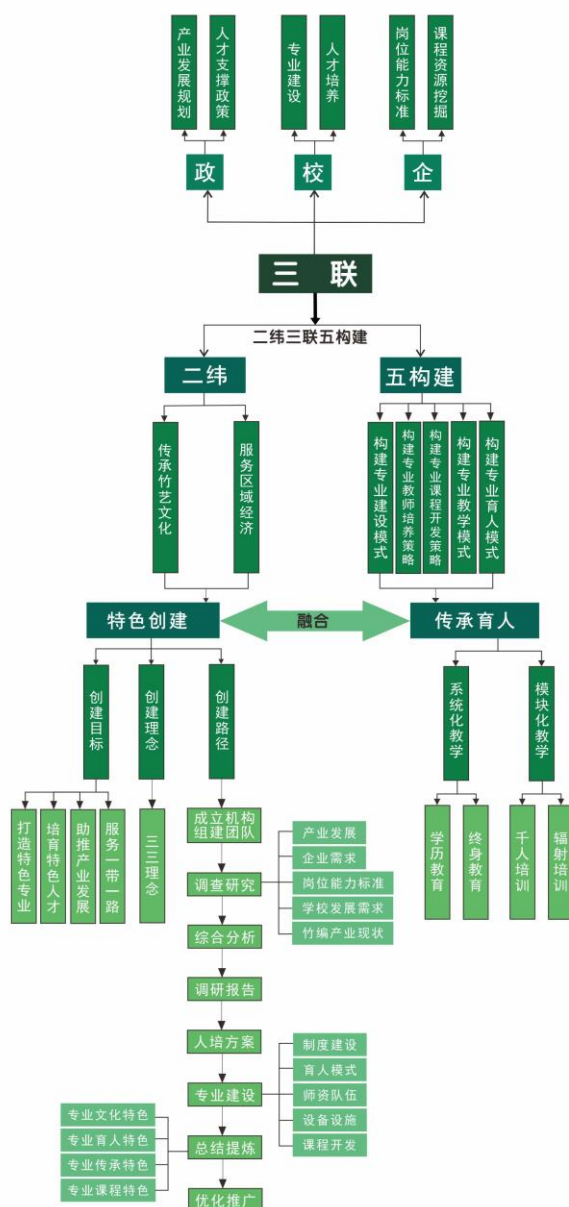 产业发展规划
人才支撑政策
专业建设
人才培养
岗位能力标准
课程资源挖掘
政
校
企
三 联
二纬三联五构建
二纬
五构建
传承竹艺文化
服务区域经济
构建专业建设模式
构建专业教师培养策略
构建专业课程开发策略
构建专业教学模式
构建专业育人模式
特色创建
融合
传承育人
创建目标
创建理念
创建路径
系统化教学
模块化教学
打造特色专业
培育特色人才
助推产业发展
服务一带一路
三三理念
成立机构
组建团队
学历教育
终身教育
千人培训
辐射培训
调查研究
产业发展
企业需求
岗位能力标准
学校发展需求
竹编产业现状
综合分析
调研报告
人培方案
专业建设
制度建设
育人模式
师资队伍
设备设施
课程开发
总结提炼
专业文化特色
专业育人特色
专业传承特色
专业课程特色
优化推广